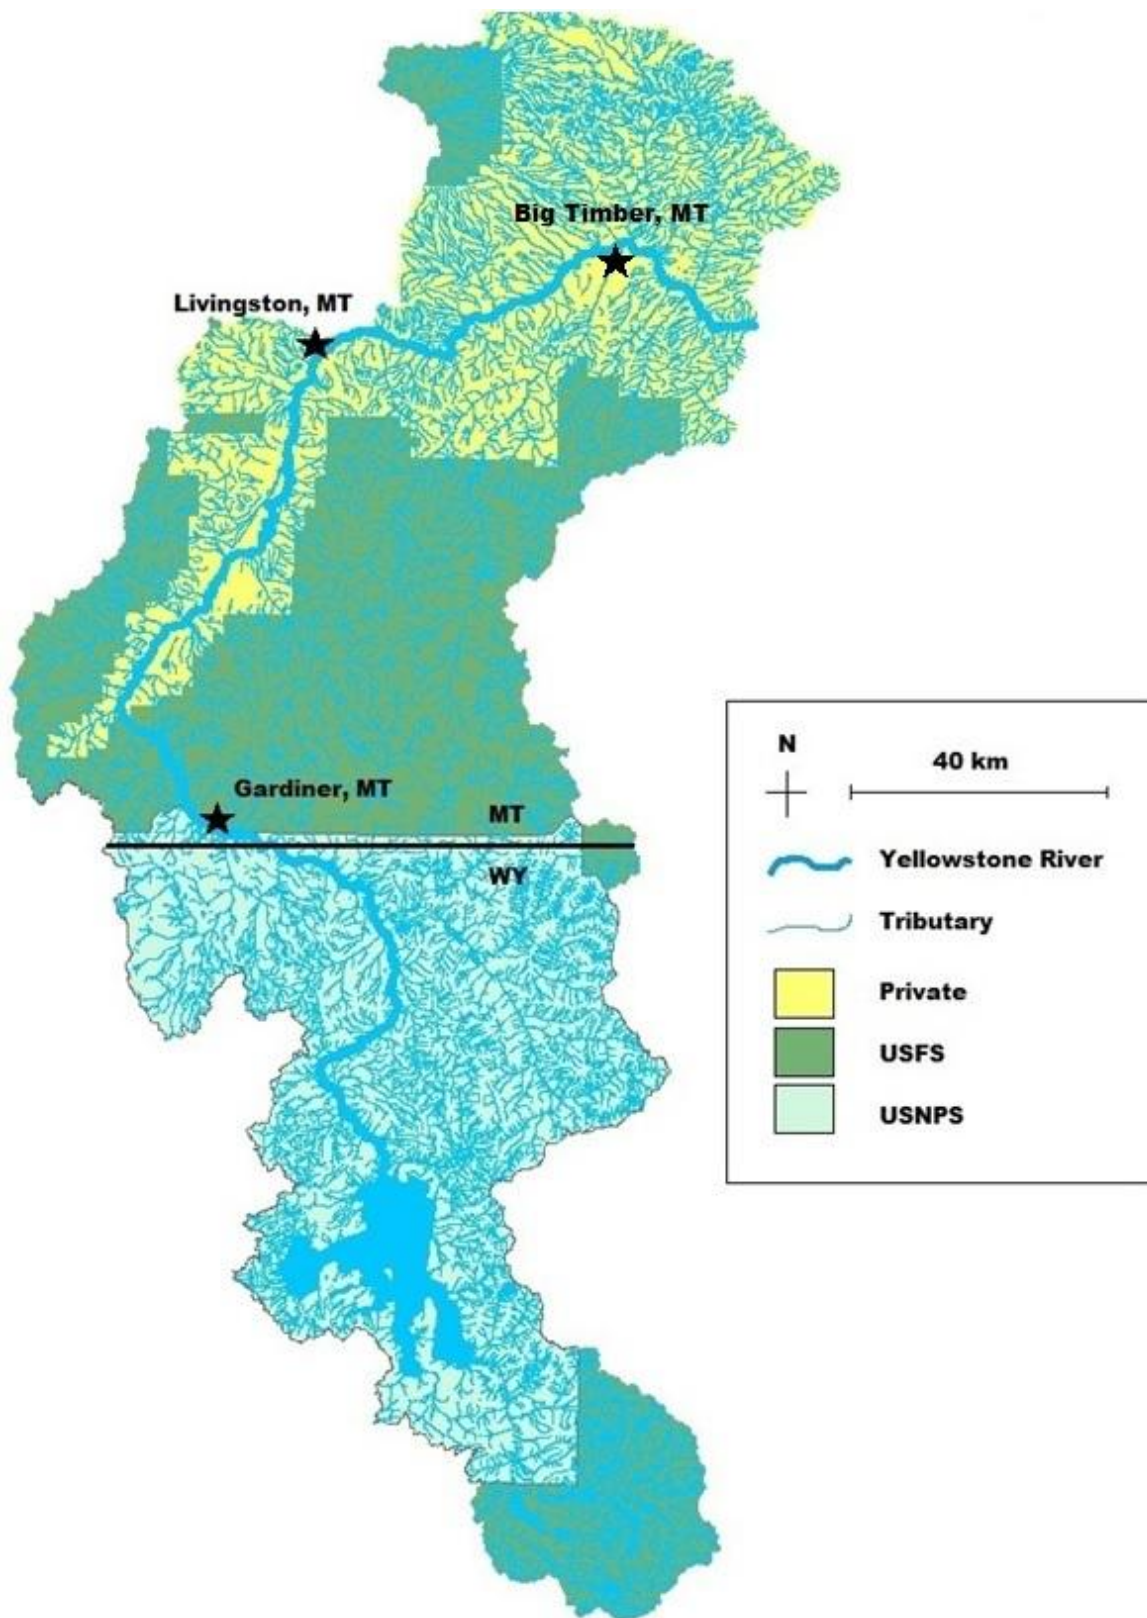 Big Timber, MT
Livingston, MT
Gardiner, MT
MT
WY
N
40 km
Yellowstone River
Tributary
Private
USFS
USNPS